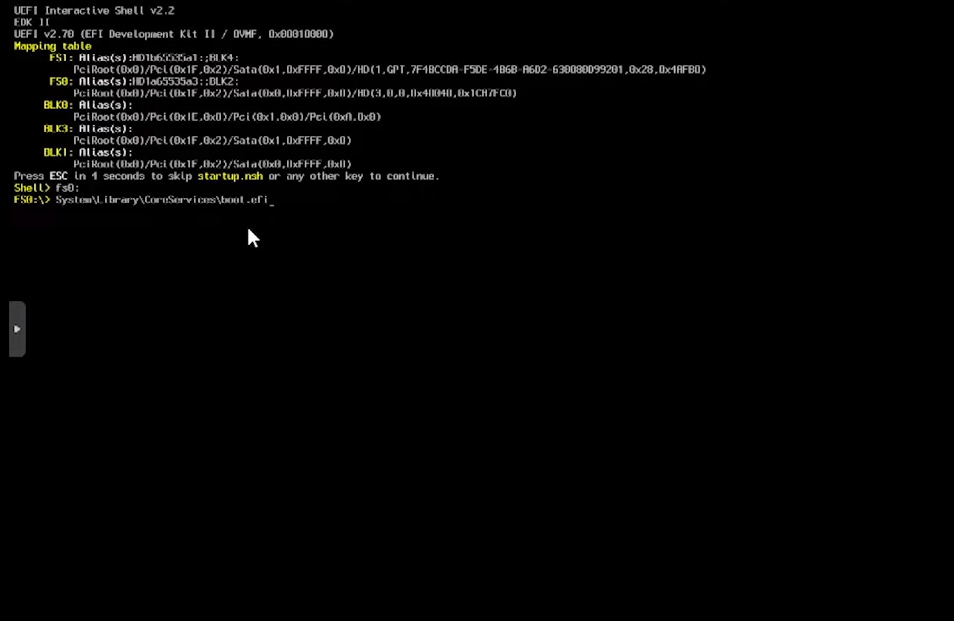 UEFI Interactive Shell v2.2
EDK II
UEFI v2.70 (EFI Development Kit II / OVMF, 0x00010000)
Mapping table
FS1: Alias(s):HD1b65535a1:;BLK4:
PciRoot(0x0)/Pci(0x1F,0x2)/Sata(0x1,0xFFFF,0x0)/HD(1,GPT,7F4BCCDA-F5DE-4B6B-A6D2-630080D99201,0x28,0x4AFB0)
FS0: Alias(s):HD1a65535a3:;BLK2:
PciRoot(0x0)/Pci(0x1F,0x2)/Sata(0x0,0xFFFF,0x0)/HD(3,0,0,0x4D040,0x1CH7FC0)
BLK0: Alias(s):
PciRoot(0x0)/Pci(0x1E,0x0)/Pci(0x1,0x0)/Pci(0xA,0x0)
BLK3: Alias(s):
PciRoot(0x0)/Pci(0x1F,0x2)/Sata(0x1,0xFFFF,0x0)
BLK1: Alias(s):
PciRoot(0x0)/Pci(0x1F,0x2)/Sata(0x0,0xFFFF,0x0)
Press ESC in 4 seconds to skip startup.nsh or any other key to continue.
Shell> fs0:
FS0:\> System\Library\CoreServices\boot.efi_